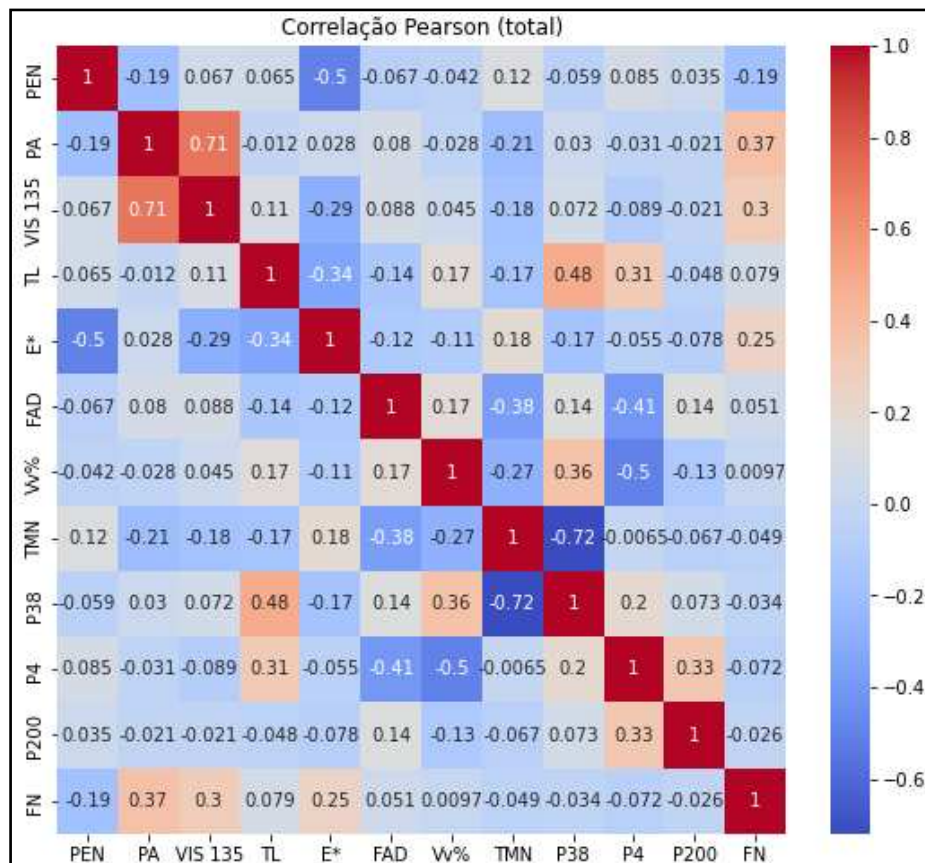 Correlação Pearson (total)
PEN 1 -0.19 0.067 0.065 -0.5 -0.067 -0.042 0.12 -0.059 0.085 0.035 -0.19
PA -0.19 1 0.71 -0.012 0.028 0.08 -0.028 -0.21 0.03 -0.031 -0.021 0.37
VIS 135 0.067 0.71 1 0.11 -0.29 0.088 0.045 -0.18 0.072 -0.089 -0.021 0.3
TL 0.065 -0.012 0.11 1 -0.34 -0.14 0.17 -0.17 0.48 0.31 -0.048 0.079
E* -0.5 0.028 -0.29 -0.34 1 -0.12 -0.11 0.18 -0.17 -0.055 -0.078 0.25
FAD -0.067 0.08 0.088 -0.14 -0.12 1 0.17 -0.38 0.14 -0.41 0.14 0.051
Vv% -0.042 -0.028 0.045 0.17 -0.11 0.17 1 -0.27 0.36 -0.5 -0.13 0.0097
TMN 0.12 -0.21 -0.18 -0.17 0.18 -0.38 -0.27 1 -0.72 -0.0065 -0.067 -0.049
P38 -0.059 0.03 0.072 0.48 -0.17 0.14 0.36 -0.72 1 0.2 0.073 -0.034
P4 0.085 -0.031 -0.089 0.31 -0.055 -0.41 -0.5 -0.0065 0.2 1 0.33 -0.072
P200 0.035 -0.021 -0.021 -0.048 -0.078 0.14 -0.13 -0.067 0.073 0.33 1 -0.026
FN -0.19 0.37 0.3 0.079 0.25 0.051 0.0097 -0.049 -0.034 -0.072 -0.026 1
PEN PA VIS 135 TL E* FAD Vv% TMN P38 P4 P200 FN
1.0
0.8
0.6
0.4
0.2
0.0
−0.2
−0.4
−0.6